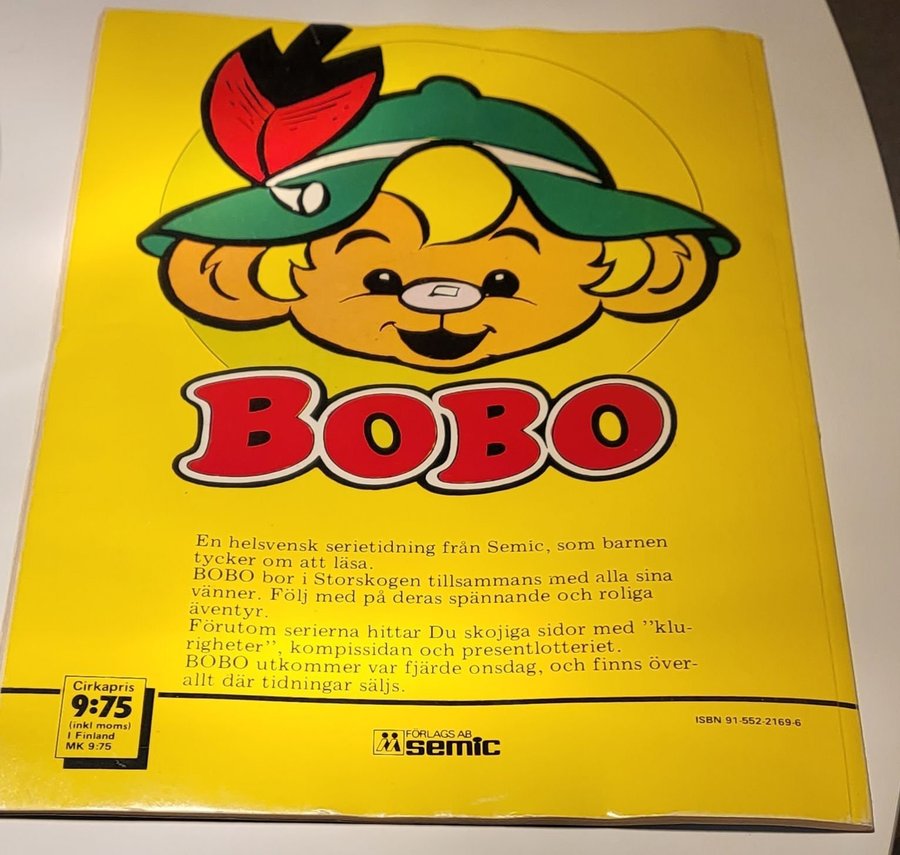 BOBO
En helsvensk serietidning från Semic, som barnen
tycker om att läsa.
BOBO bor i Storskogen tillsammans med alla sina
vänner. Följ med på deras spännande och roliga
äventyr.
Förutom serierna hittar Du skojiga sidor med ”klu-
righeter”, kompissidan och presentlotteriet.
BOBO utkommer var fjärde onsdag, och finns över-
allt där tidningar säljs.
Cirkapris
9:75
(inkl moms)
I Finland
MK 9:75
ISBN 91-552-2169-6
FÖRLAGS AB
semic